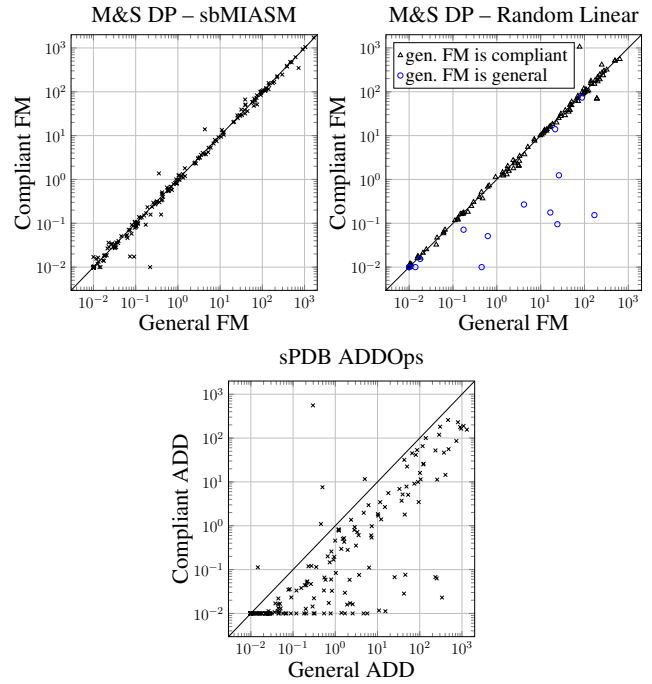 M&S DP – sbMIASM
10³
10²
10¹
10⁰
10⁻¹
10⁻²
Compliant FM
10⁻² 10⁻¹ 10⁰ 10¹ 10² 10³
General FM
M&S DP – Random Linear
gen. FM is compliant
gen. FM is general
10³
10²
10¹
10⁰
10⁻¹
10⁻²
Compliant FM
10⁻² 10⁻¹ 10⁰ 10¹ 10² 10³
General FM
sPDB ADDOps
10³
10²
10¹
10⁰
10⁻¹
10⁻²
Compliant ADD
10⁻² 10⁻¹ 10⁰ 10¹ 10² 10³
General ADD